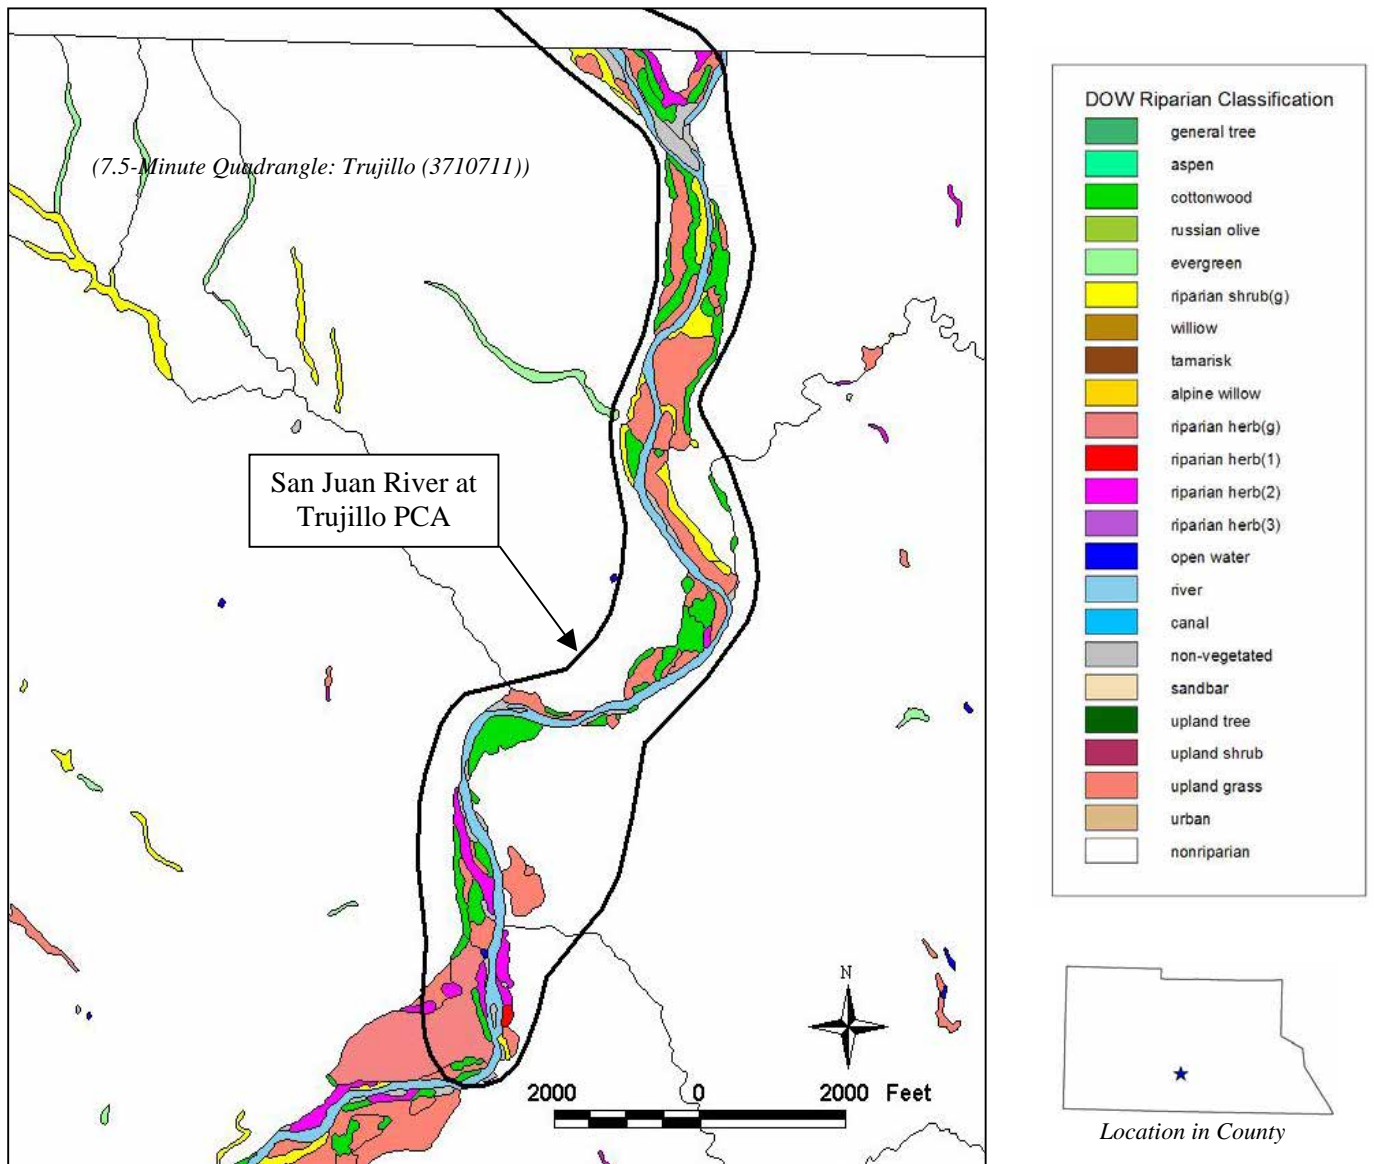 (7.5-Minute Quadrangle: Trujillo (3710711))
San Juan River at
Trujillo PCA
N
2000 0 2000 Feet
DOW Riparian Classification
general tree
aspen
cottonwood
russian olive
evergreen
riparian shrub(g)
williow
tamarisk
alpine willow
riparian herb(g)
riparian herb(1)
riparian herb(2)
riparian herb(3)
open water
river
canal
non-vegetated
sandbar
upland tree
upland shrub
upland grass
urban
nonriparian
Location in County